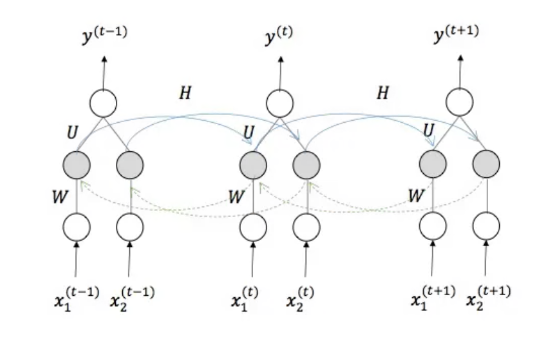 y^(t-1) y^(t) y^(t+1)
H H
U U U
W W W
x_1^(t-1) x_2^(t-1) x_1^(t) x_2^(t) x_1^(t+1) x_2^(t+1)